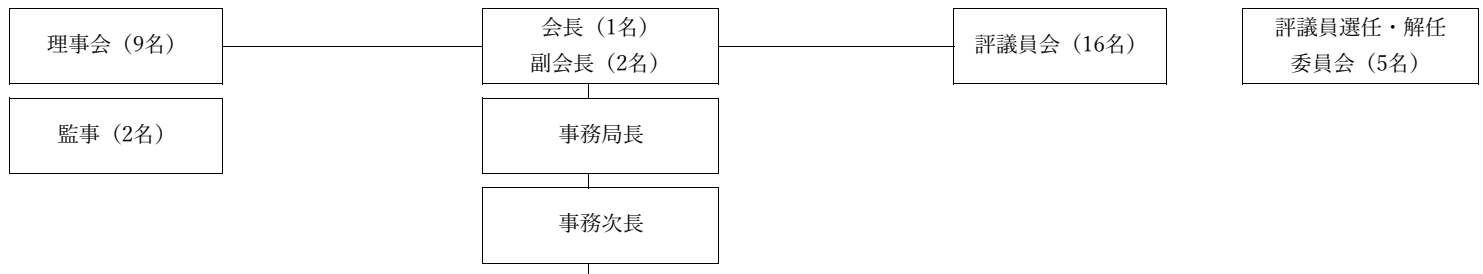 理事会（9名）
会長（1名）
副会長（2名）
評議員会（16名）
評議員選任・解任
委員会（5名）
監事（2名）
事務局長
事務次長